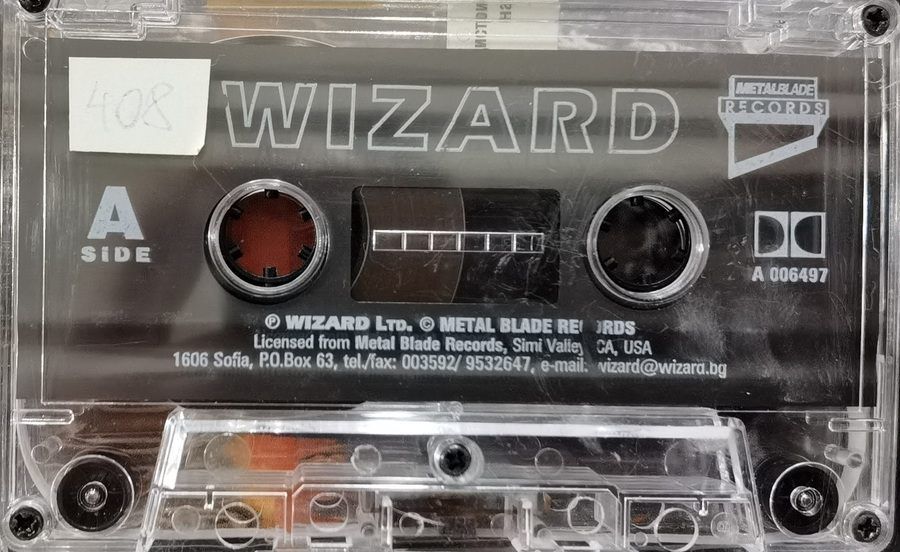 408
WIZARD
METALBLADE
RECORDS
A
SIDE
A 006497
℗ WIZARD LTD. © METAL BLADE RECORDS
Licensed from Metal Blade Records, Simi Valley, CA, USA
1606 Sofia, P.O.Box 63, tel./fax: 003592/ 9532647, e-mail: wizard@wizard.bg